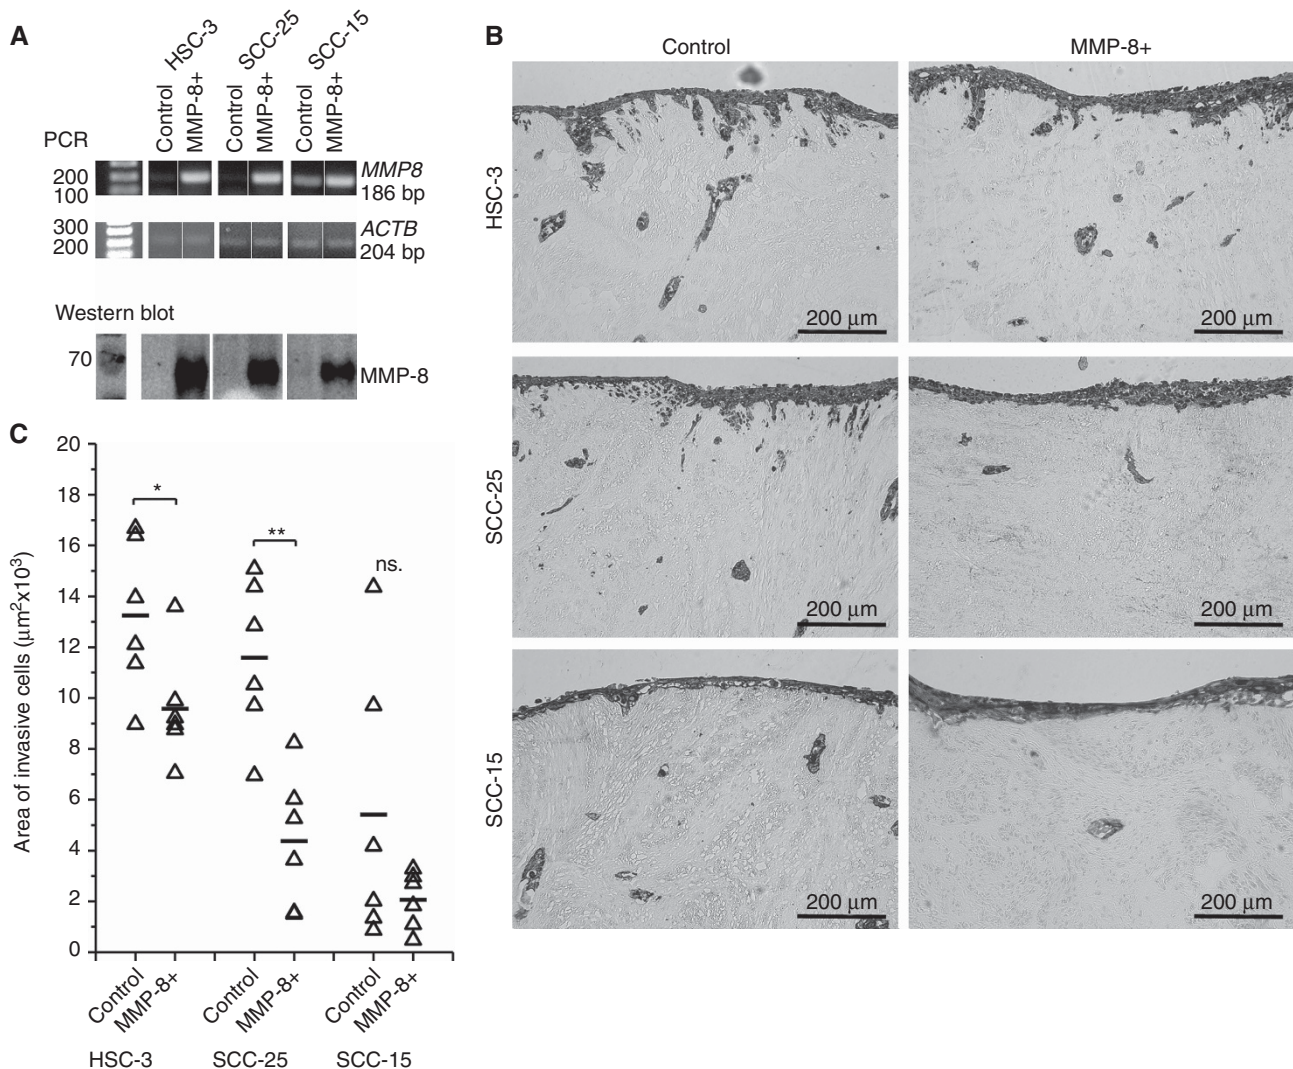 A
HSC-3
SCC-25
SCC-15
Control
MMP-8+
Control
MMP-8+
Control
MMP-8+
PCR
200
100
MMP8
186 bp
300
200
ACTB
204 bp
Western blot
70
MMP-8
B
Control
MMP-8+
HSC-3
200 µm
200 µm
SCC-25
200 µm
200 µm
SCC-15
200 µm
200 µm
C
Area of invasive cells (µm²x10³)
20
18
16
14
12
10
8
6
4
2
0
*
**
ns.
Control
MMP-8+
Control
MMP-8+
Control
MMP-8+
HSC-3
SCC-25
SCC-15